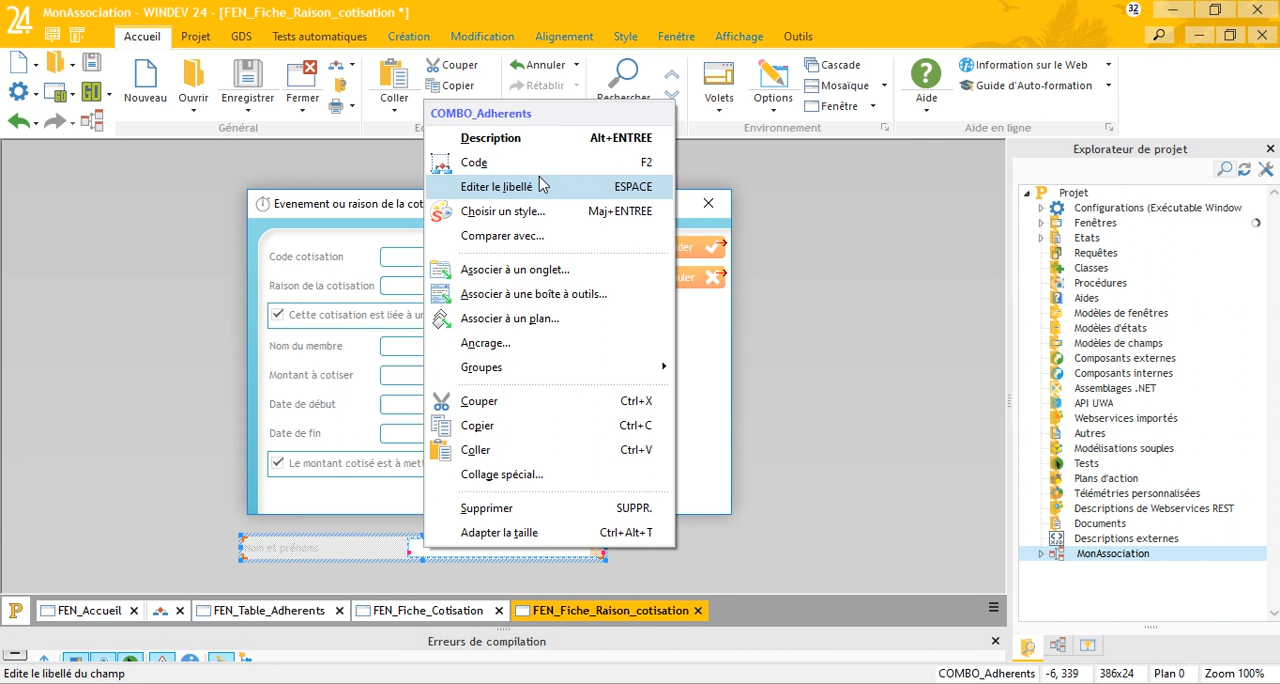 24
MonAssociation - WINDEV 24 - [FEN_Fiche_Raison_cotisation *]
32
Accueil Projet GDS Tests automatiques Création Modification Alignement Style Fenêtre Affichage Outils
Nouveau Ouvrir Enregistrer Fermer
Général
Coller
Couper
Copier
Annuler
Rétablir
Rechercher
Volets Options
Cascade
Mosaïque
Fenêtre
Environnement
Aide
Information sur le Web
Guide d'Auto-formation
Aide en ligne
COMBO_Adherents
Description Alt+ENTREE
Code F2
Editer le libellé ESPACE
Choisir un style... Maj+ENTREE
Comparer avec...
Associer à un onglet...
Associer à une boîte à outils...
Associer à un plan...
Ancrage...
Groupes
Couper Ctrl+X
Copier Ctrl+C
Coller Ctrl+V
Collage spécial...
Supprimer SUPPR.
Adapter la taille Ctrl+Alt+T
Evenement ou raison de la cot
Code cotisation
Raison de la cotisation
Cette cotisation est liée à u
Nom du membre
Montant à cotiser
Date de début
Date de fin
Le montant cotisé est à mett
der
uler
Nom et prénoms
Explorateur de projet
Projet
Configurations (Exécutable Window
Fenêtres
Etats
Requêtes
Classes
Procédures
Aides
Modèles de fenêtres
Modèles d'états
Modèles de champs
Composants externes
Composants internes
Assemblages .NET
API UWA
Webservices importés
Autres
Modélisations souples
Tests
Plans d'action
Télémétries personnalisées
Descriptions de Webservices REST
Documents
Descriptions externes
MonAssociation
P FEN_Accueil FEN_Table_Adherents FEN_Fiche_Cotisation FEN_Fiche_Raison_cotisation
Erreurs de compilation
Edite le libellé du champ COMBO_Adherents -6, 339 386x24 Plan 0 Zoom 100%